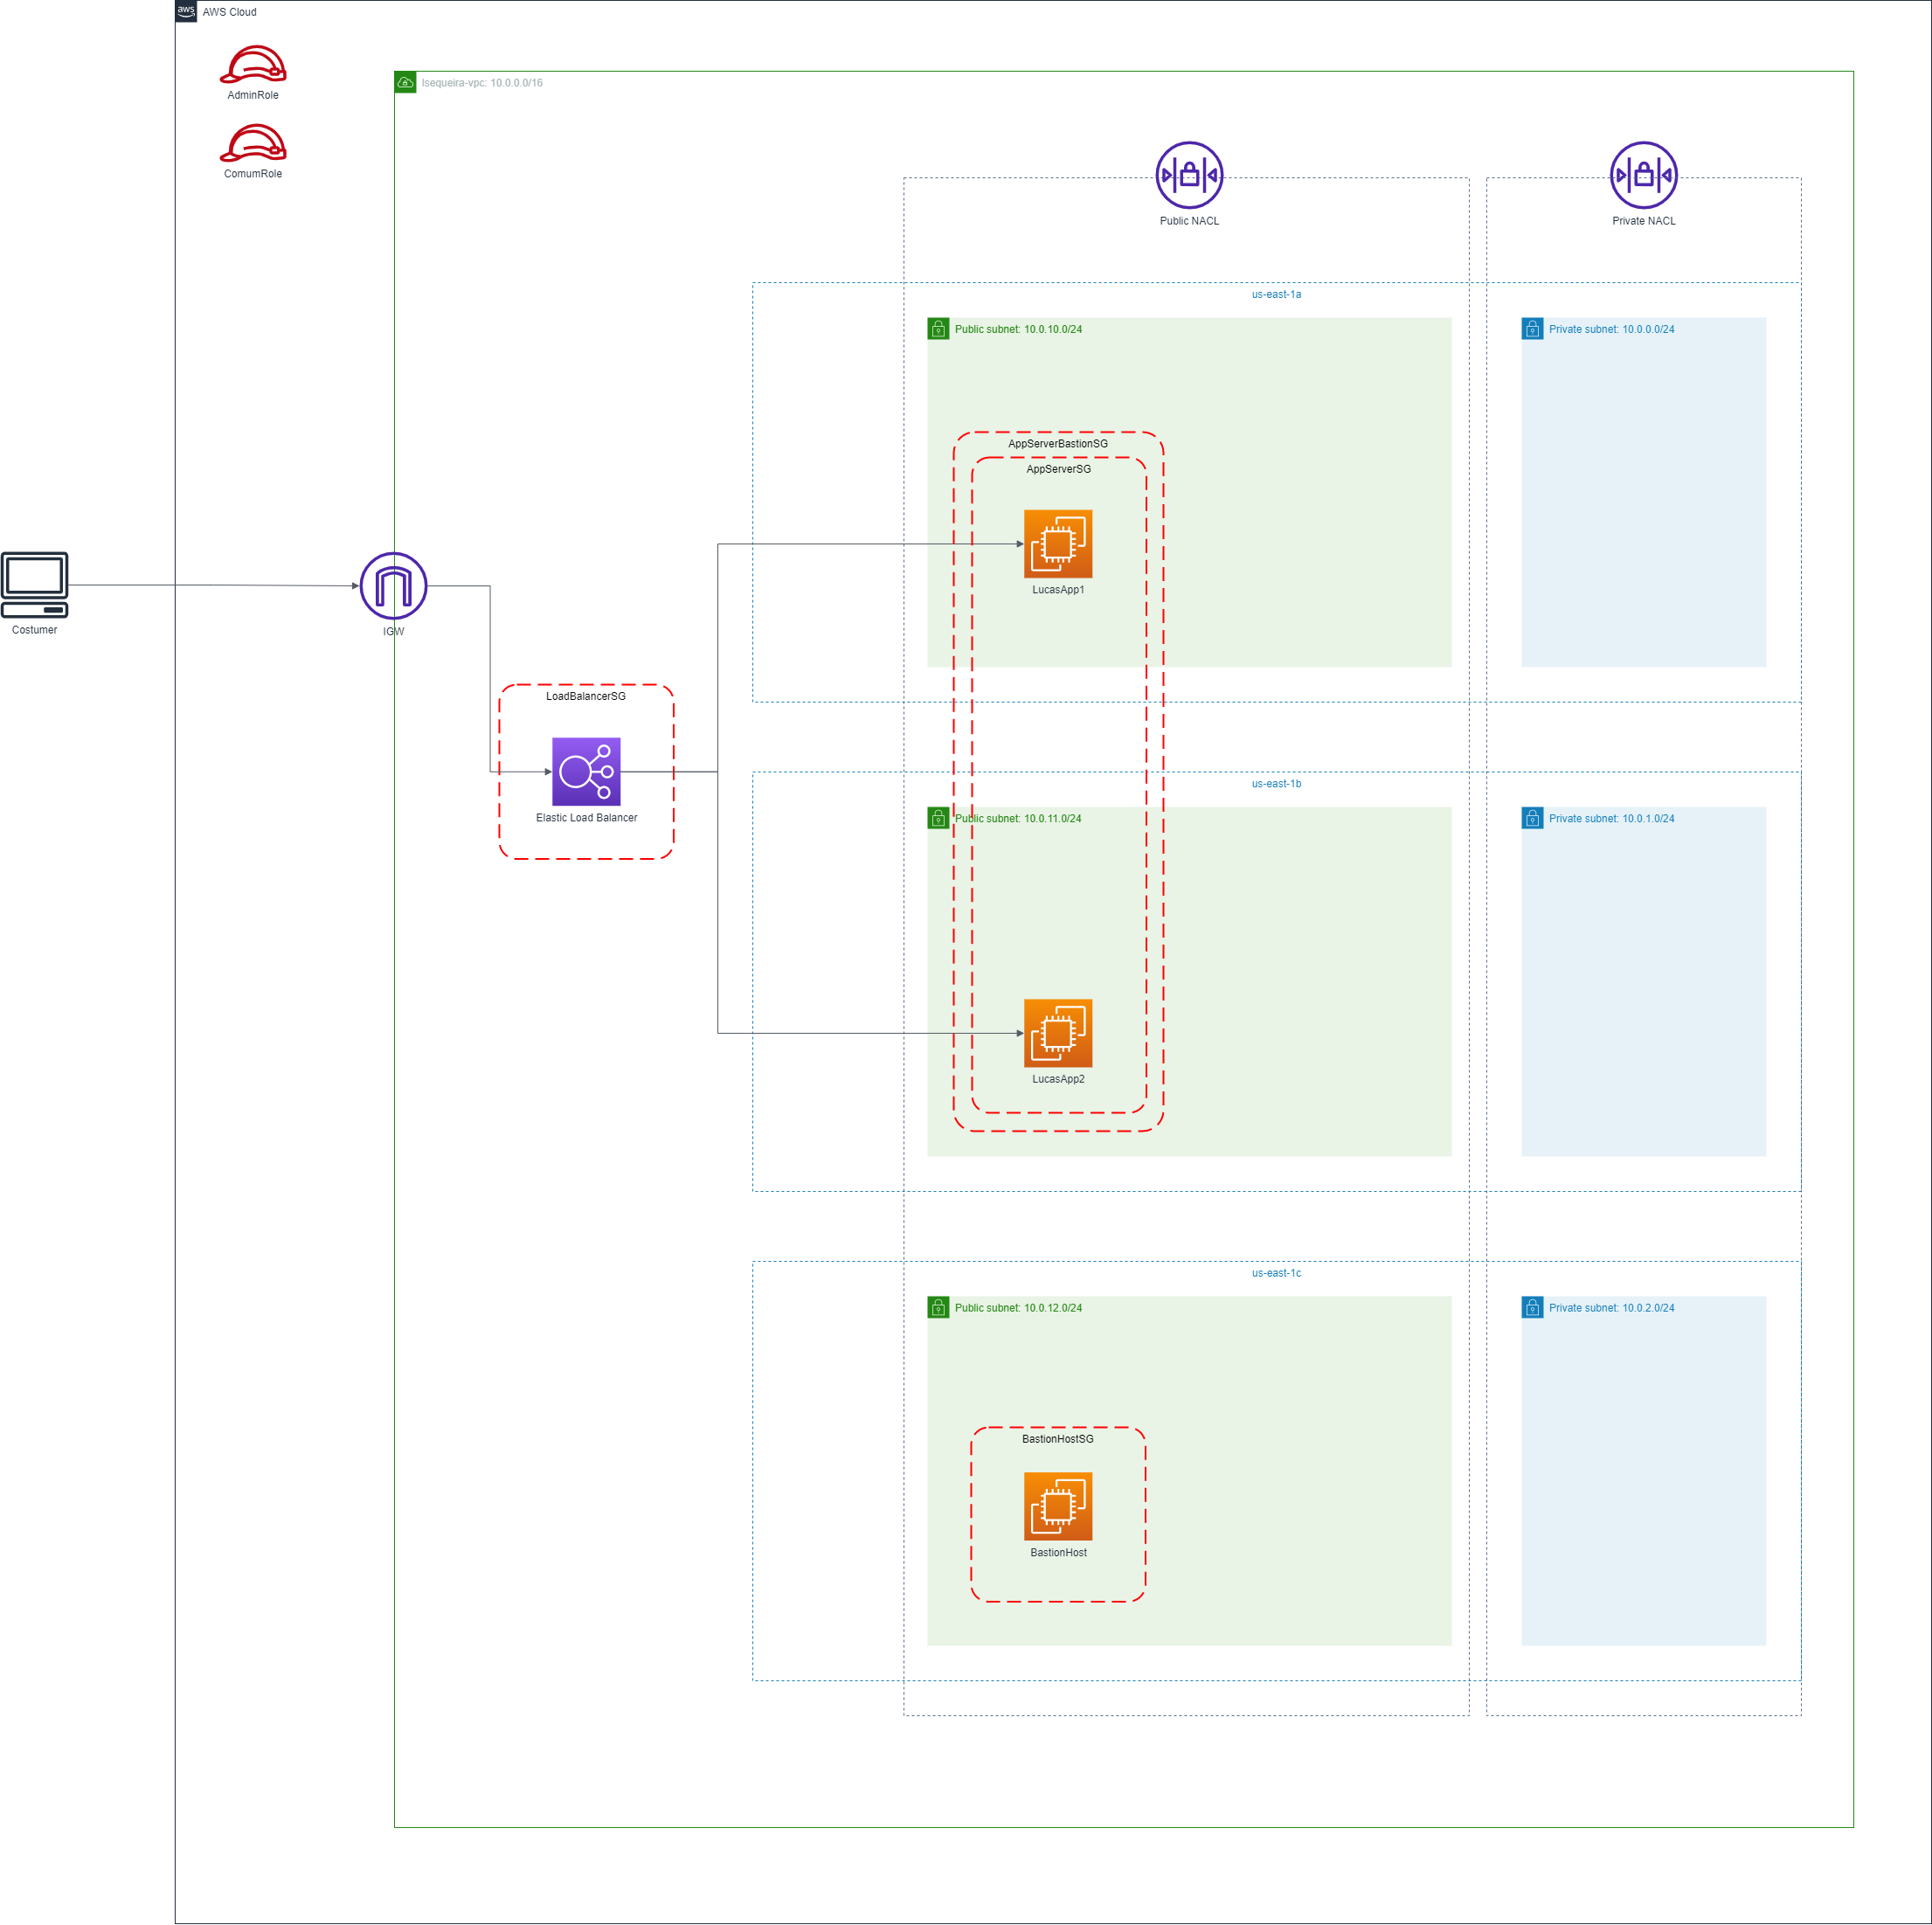 aws
AWS Cloud
AdminRole
ComumRole
lsequeira-vpc: 10.0.0.0/16
Public NACL
Private NACL
us-east-1a
Public subnet: 10.0.10.0/24
Private subnet: 10.0.0.0/24
AppServerBastionSG
AppServerSG
LucasApp1
Costumer
IGW
LoadBalancerSG
Elastic Load Balancer
us-east-1b
Public subnet: 10.0.11.0/24
Private subnet: 10.0.1.0/24
LucasApp2
us-east-1c
Public subnet: 10.0.12.0/24
Private subnet: 10.0.2.0/24
BastionHostSG
BastionHost